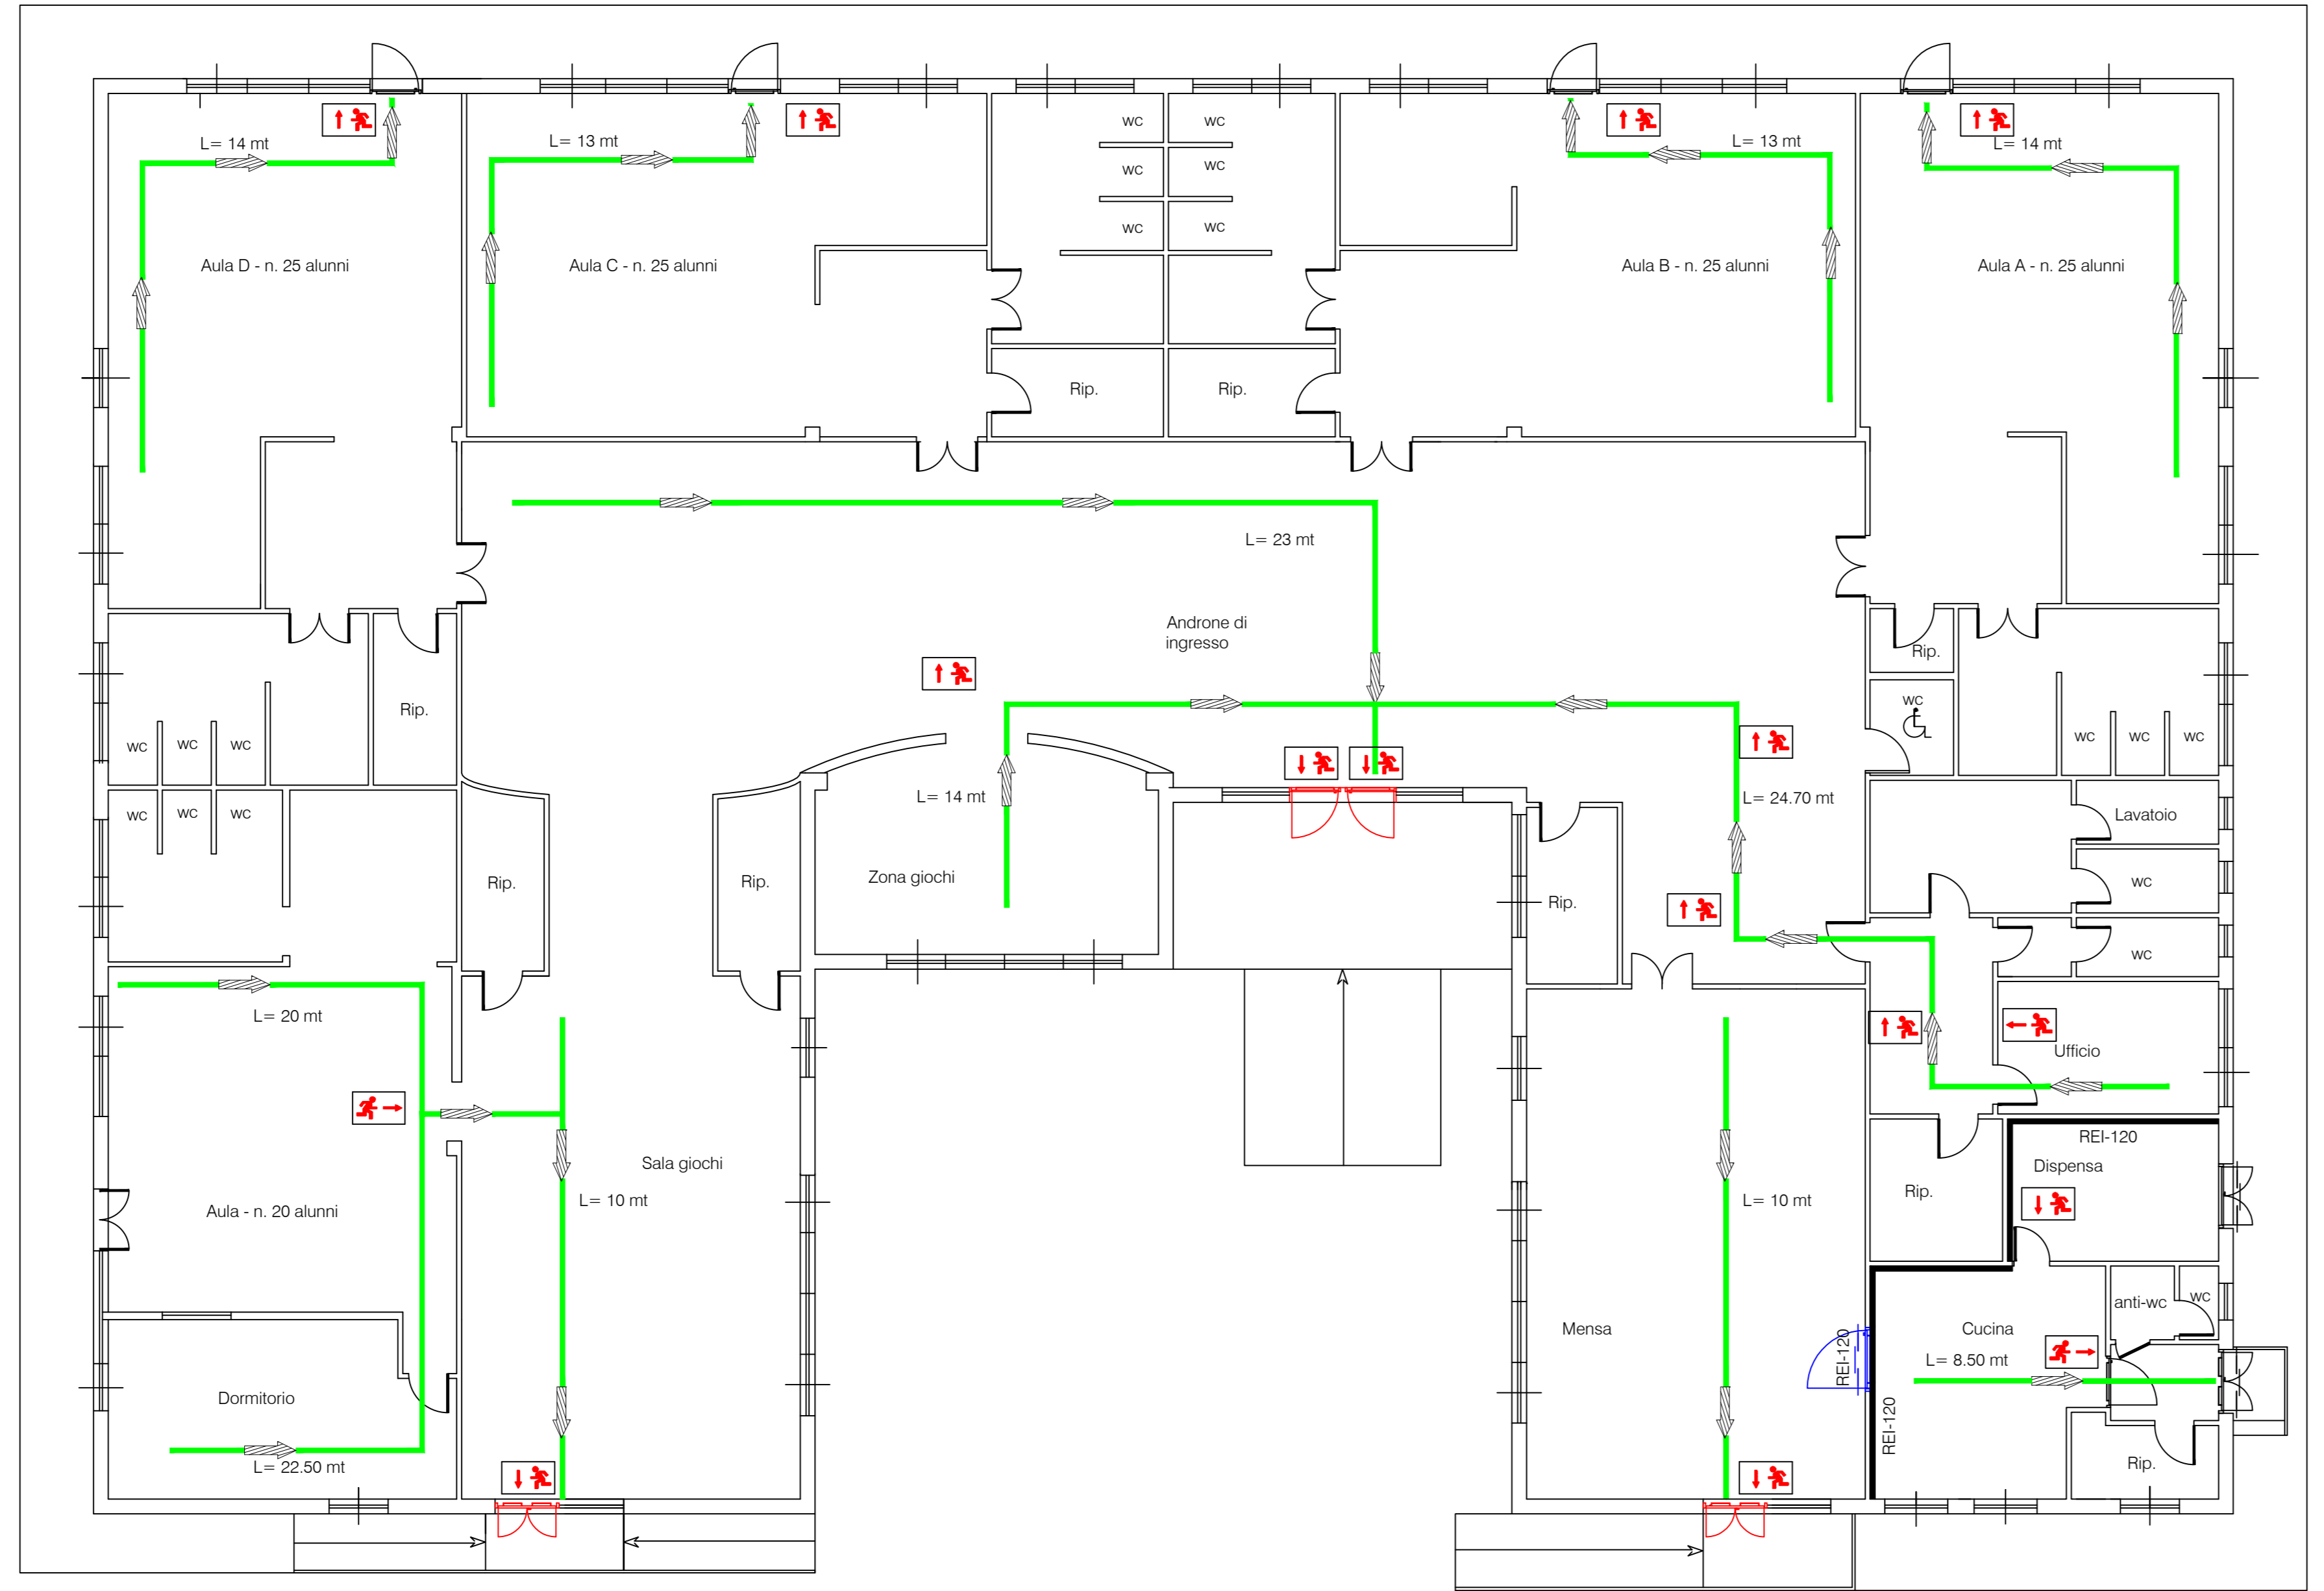 L= 14 mt
L= 13 mt
wc
wc
L= 13 mt
L= 14 mt
wc
wc
wc
wc
Aula D - n. 25 alunni
Aula C - n. 25 alunni
Aula B - n. 25 alunni
Aula A - n. 25 alunni
Rip.
Rip.
L= 23 mt
Androne di
ingresso
Rip.
Rip.
wc
wc
wc
wc
wc
wc
wc
L= 14 mt
L= 24.70 mt
wc
wc
wc
Lavatoio
Rip.
Rip.
Zona giochi
Rip.
wc
wc
L= 20 mt
Ufficio
REI-120
Dispensa
Sala giochi
Rip.
L= 10 mt
L= 10 mt
Aula - n. 20 alunni
anti-wc
wc
Mensa
REI-120
Cucina
L= 8.50 mt
Dormitorio
REI-120
L= 22.50 mt
Rip.